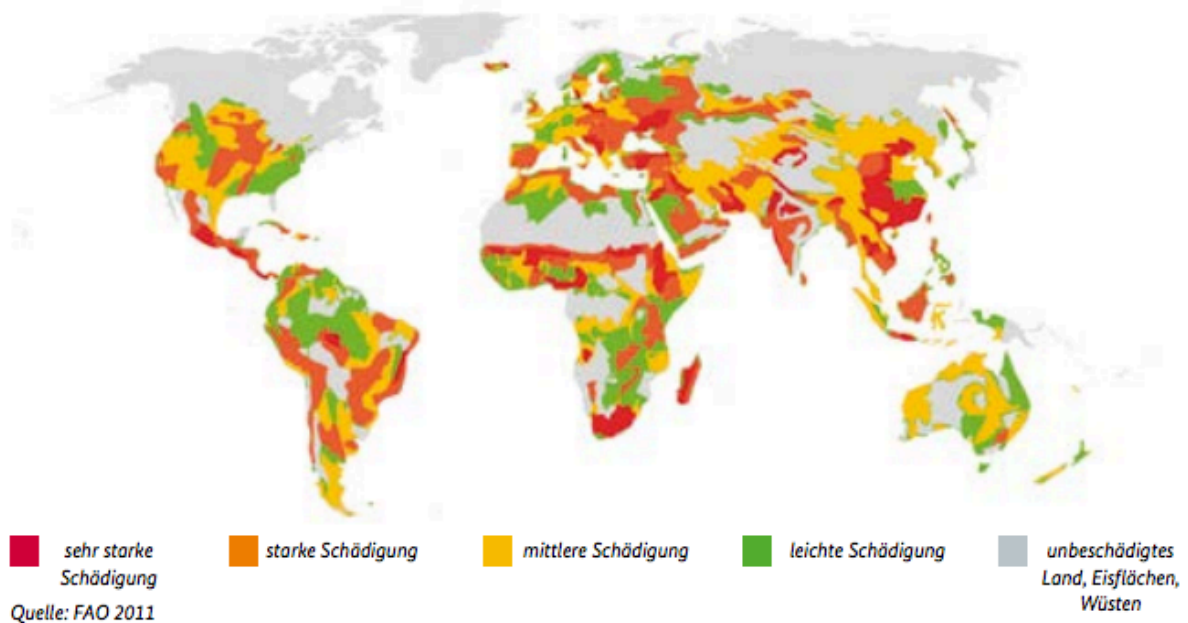 sehr starke
Schädigung
starke Schädigung
mittlere Schädigung
leichte Schädigung
unbeschädigtes
Land, Eisflächen,
Wüsten
Quelle: FAO 2011